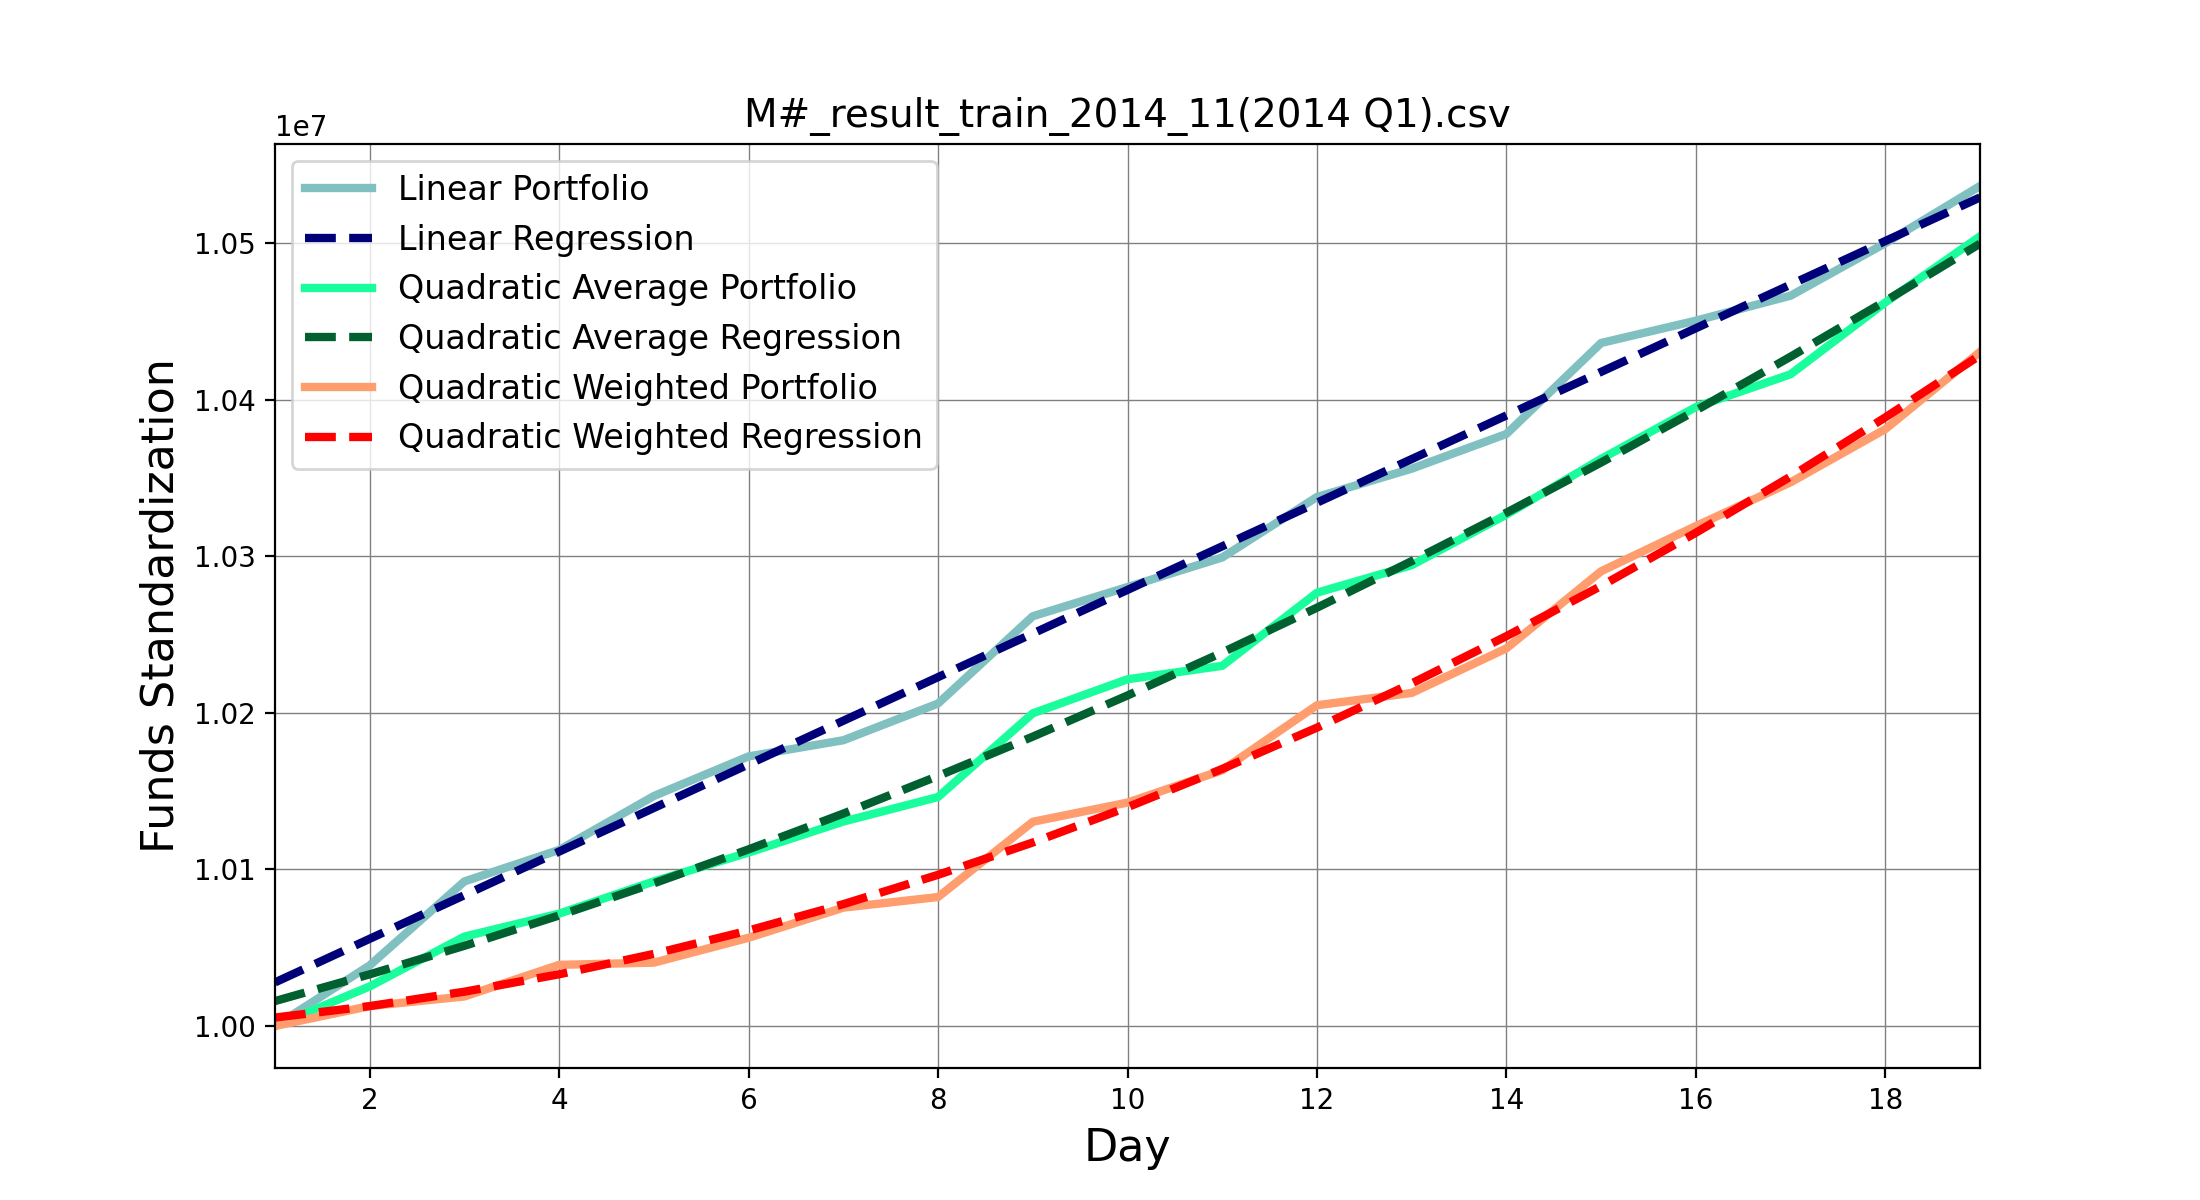 M#_result_train_2014_11(2014 Q1).csv
1e7
Linear Portfolio
Linear Regression
Quadratic Average Portfolio
Quadratic Average Regression
Quadratic Weighted Portfolio
Quadratic Weighted Regression
Funds Standardization
1.05
1.04
1.03
1.02
1.01
1.00
2 4 6 8 10 12 14 16 18
Day